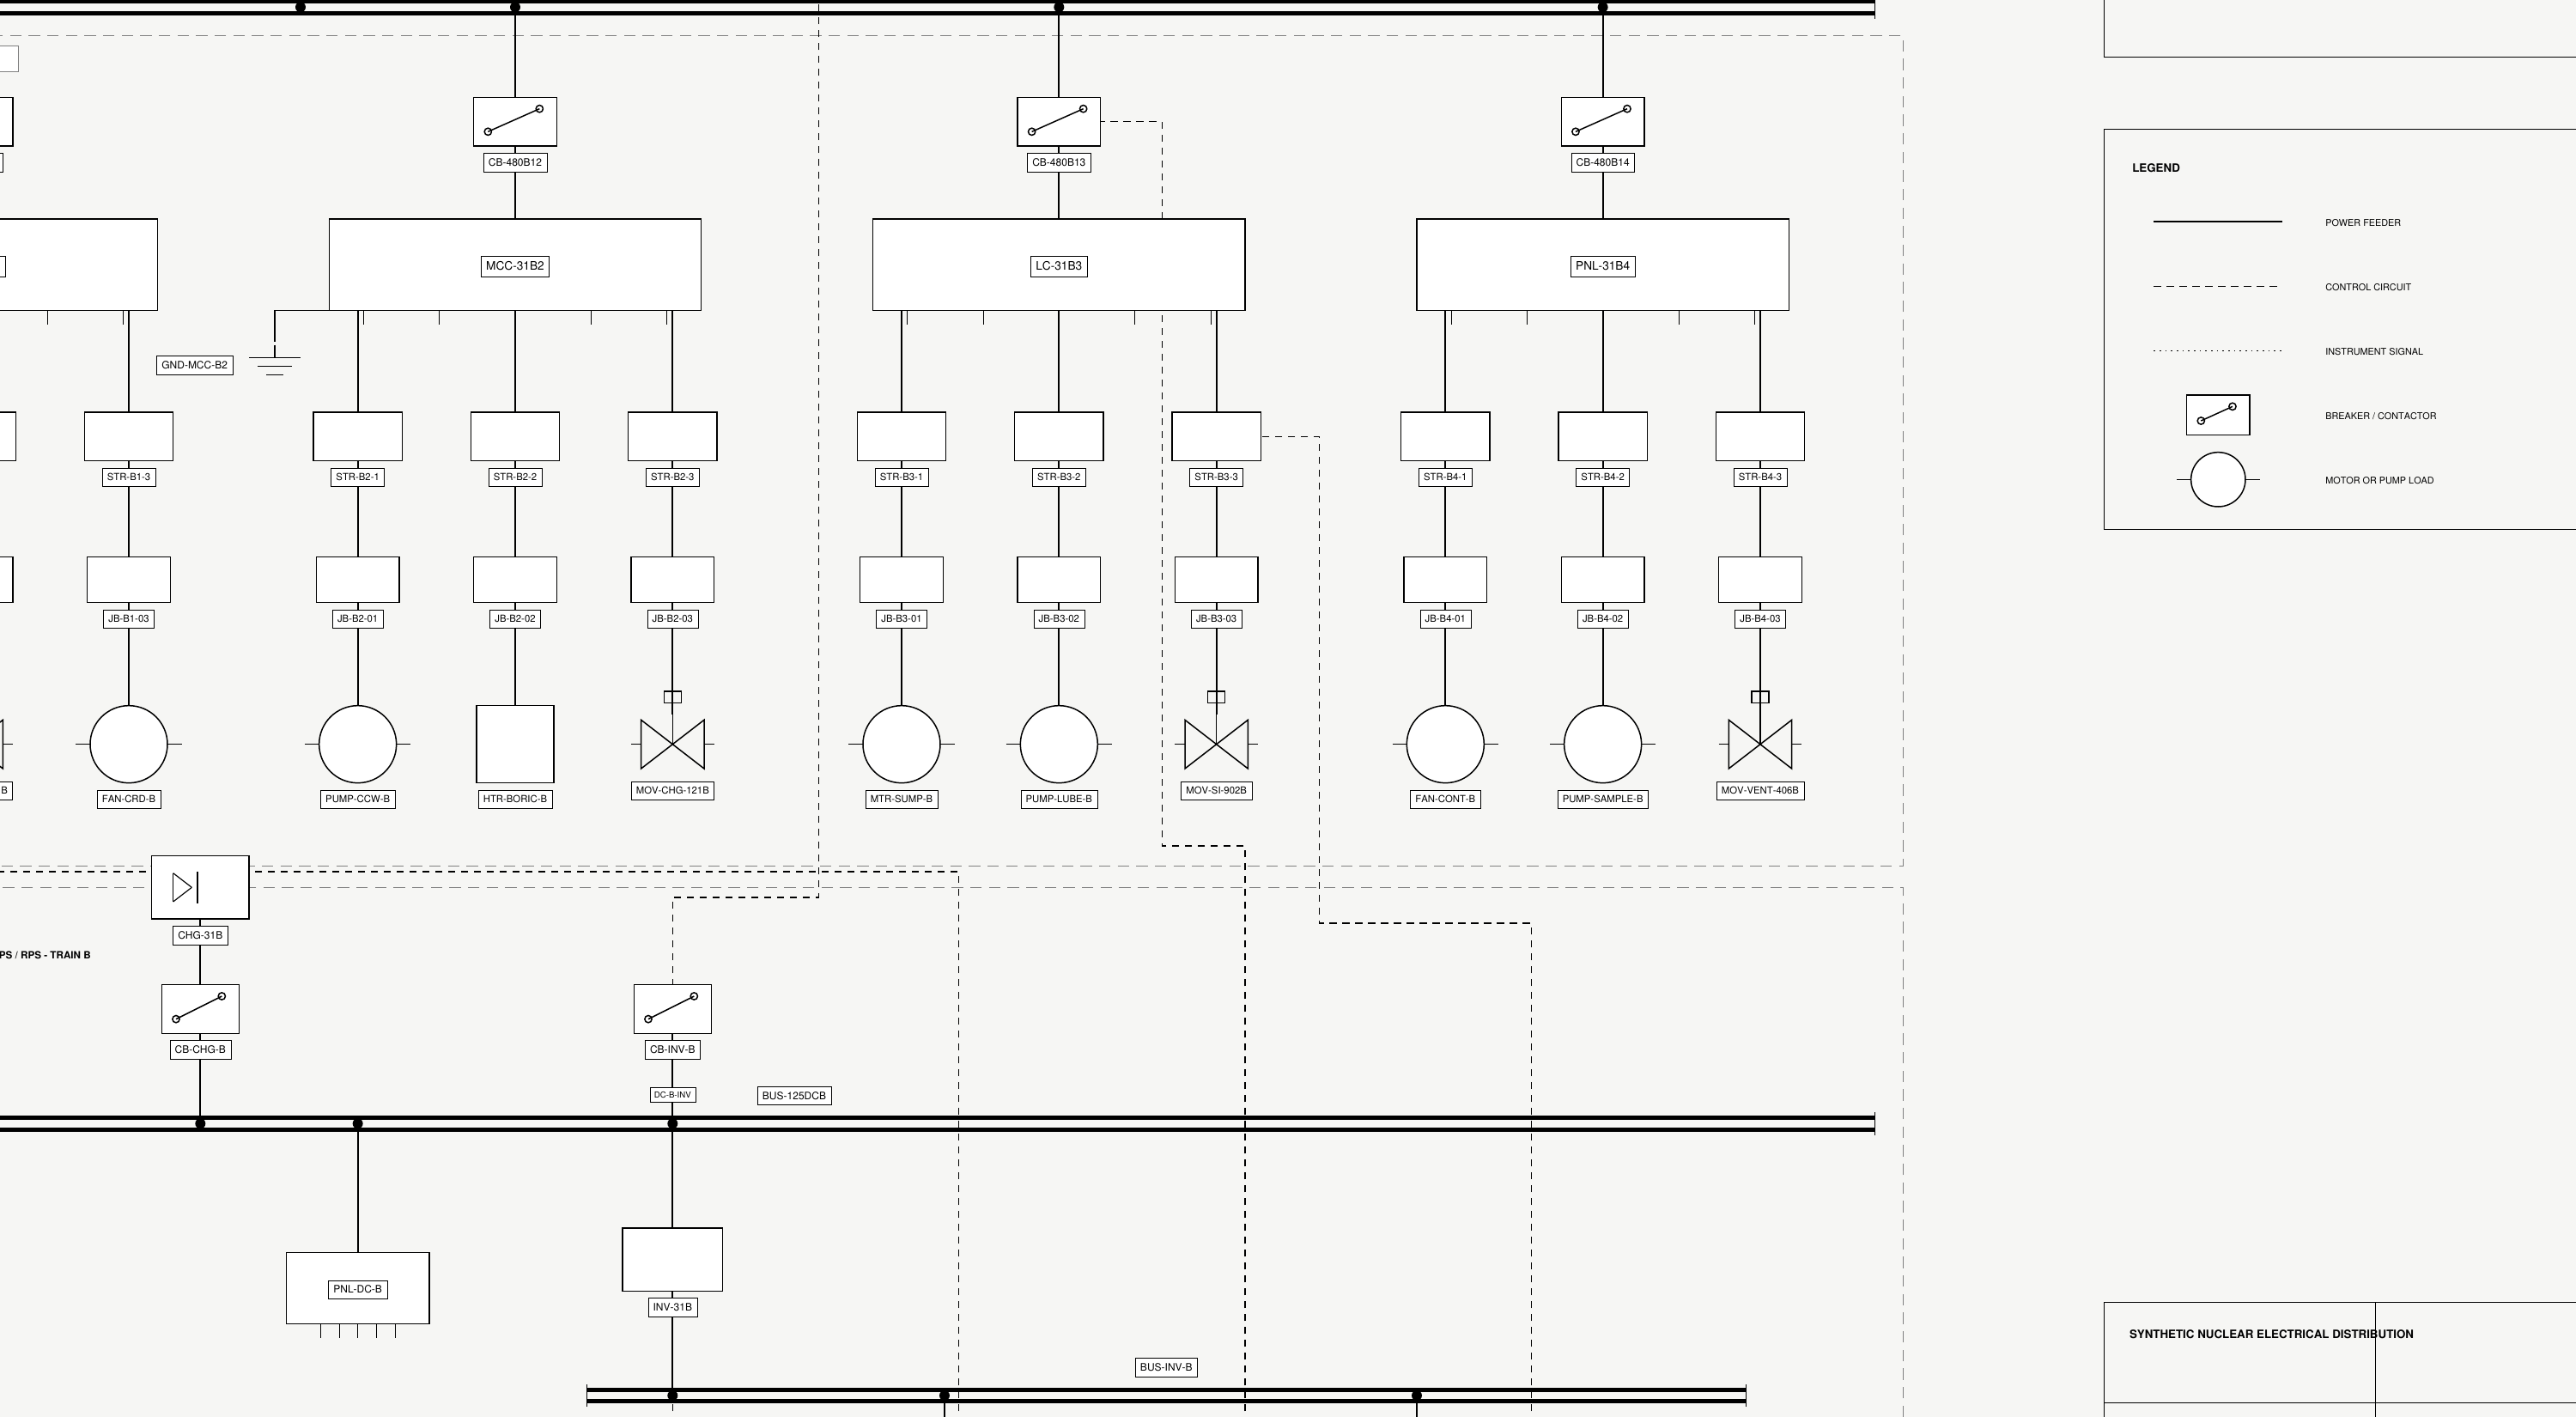 CB-480B12
CB-480B13
CB-480B14
LEGEND
POWER FEEDER
MCC-31B2
LC-31B3
PNL-31B4
CONTROL CIRCUIT
GND-MCC-B2
INSTRUMENT SIGNAL
BREAKER / CONTACTOR
STR-B1-3
STR-B2-1
STR-B2-2
STR-B2-3
STR-B3-1
STR-B3-2
STR-B3-3
STR-B4-1
STR-B4-2
STR-B4-3
MOTOR OR PUMP LOAD
JB-B1-03
JB-B2-01
JB-B2-02
JB-B2-03
JB-B3-01
JB-B3-02
JB-B3-03
JB-B4-01
JB-B4-02
JB-B4-03
B
FAN-CRD-B
PUMP-CCW-B
HTR-BORIC-B
MOV-CHG-121B
MTR-SUMP-B
PUMP-LUBE-B
MOV-SI-902B
FAN-CONT-B
PUMP-SAMPLE-B
MOV-VENT-406B
CHG-31B
PS / RPS - TRAIN B
CB-CHG-B
CB-INV-B
DC-B-INV
BUS-125DCB
PNL-DC-B
INV-31B
SYNTHETIC NUCLEAR ELECTRICAL DISTRIBUTION
BUS-INV-B